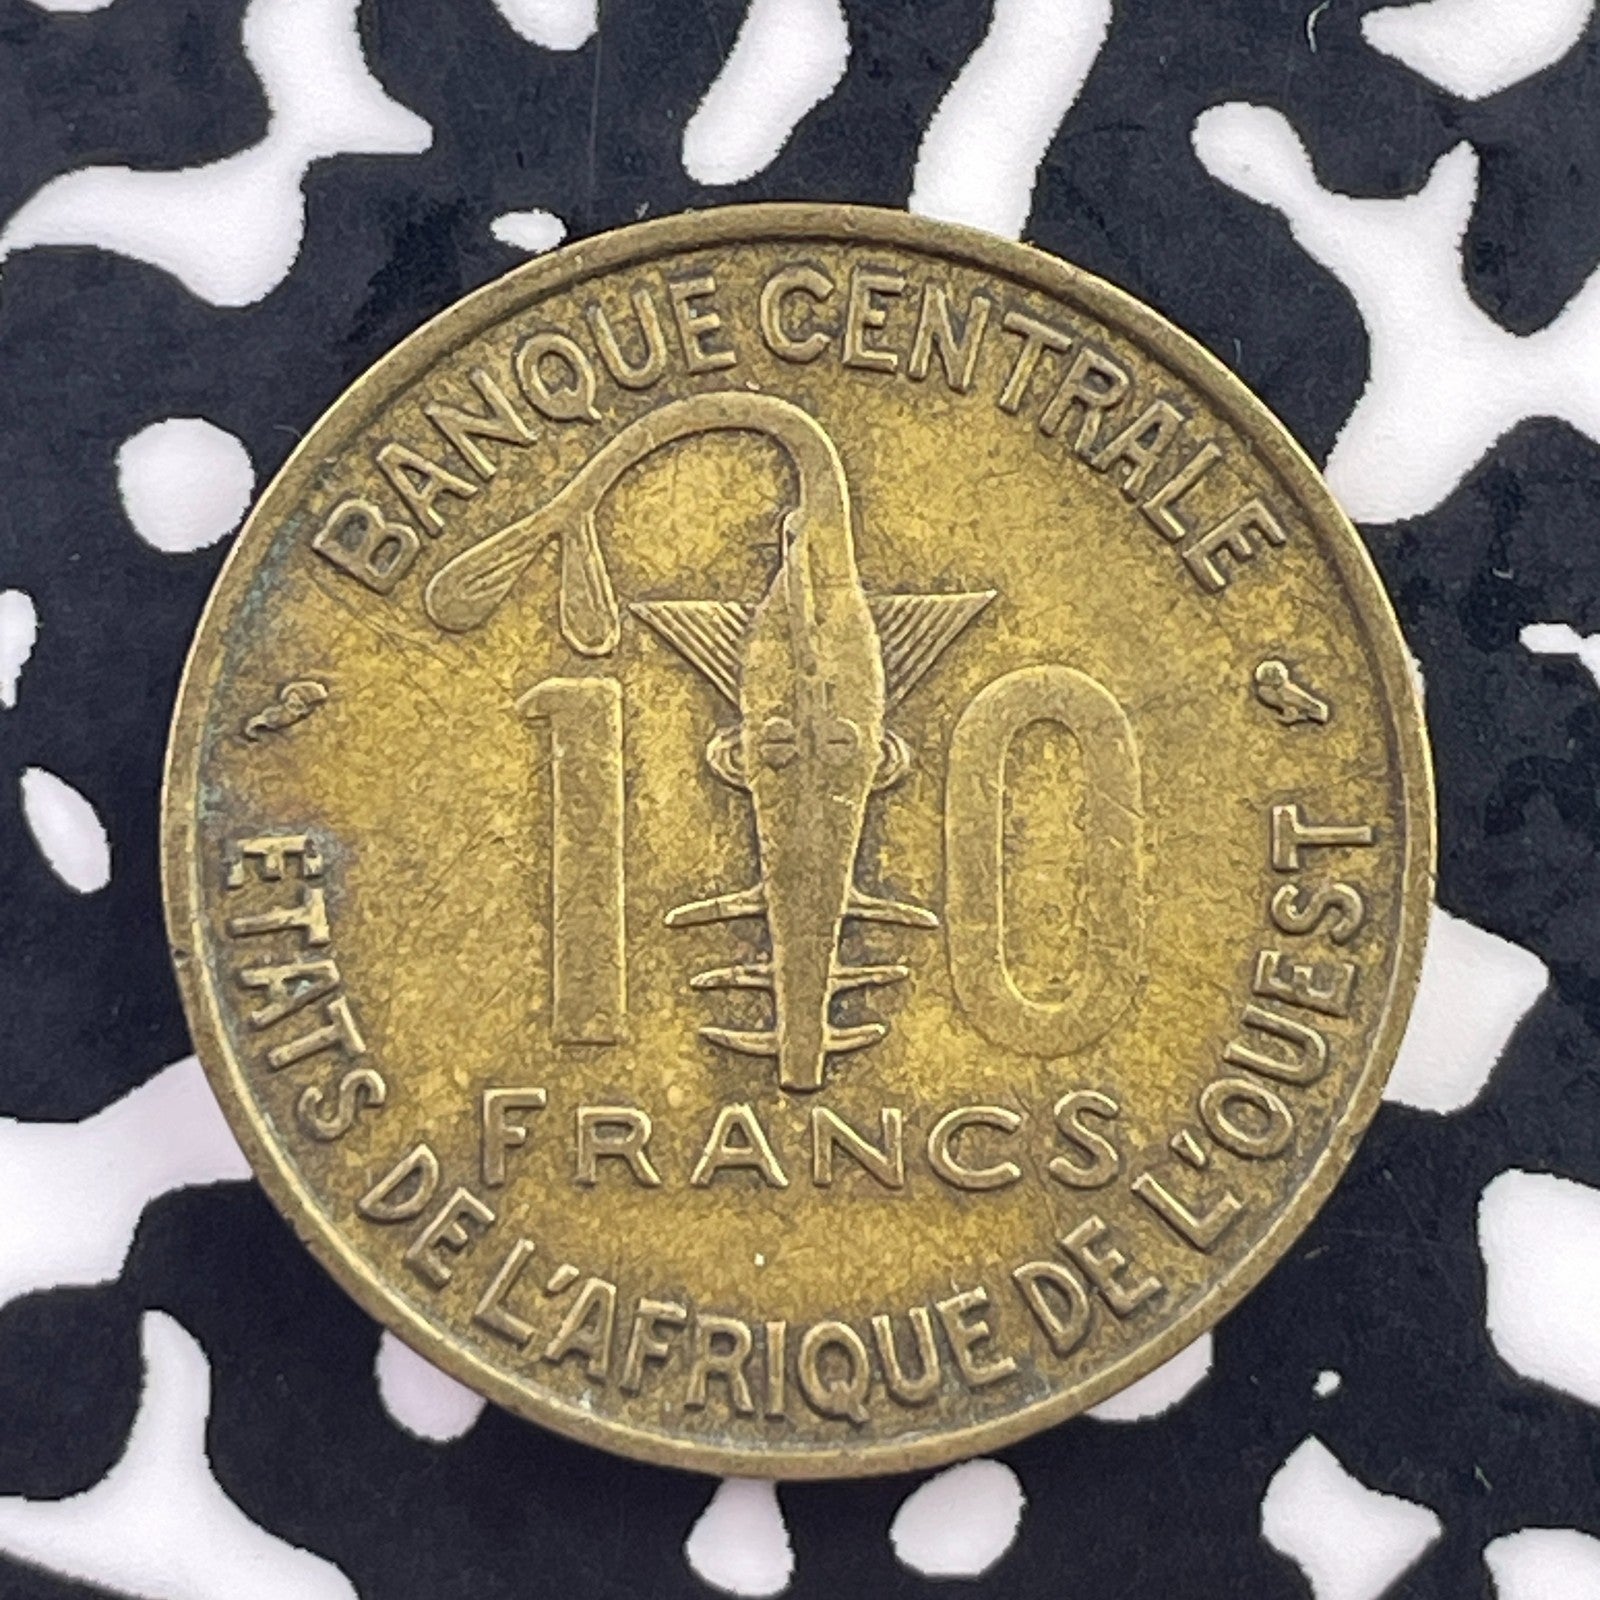 BANQUE CENTRALE
10
FRANCS
ETATS DE L'AFRIQUE DE L'OUEST